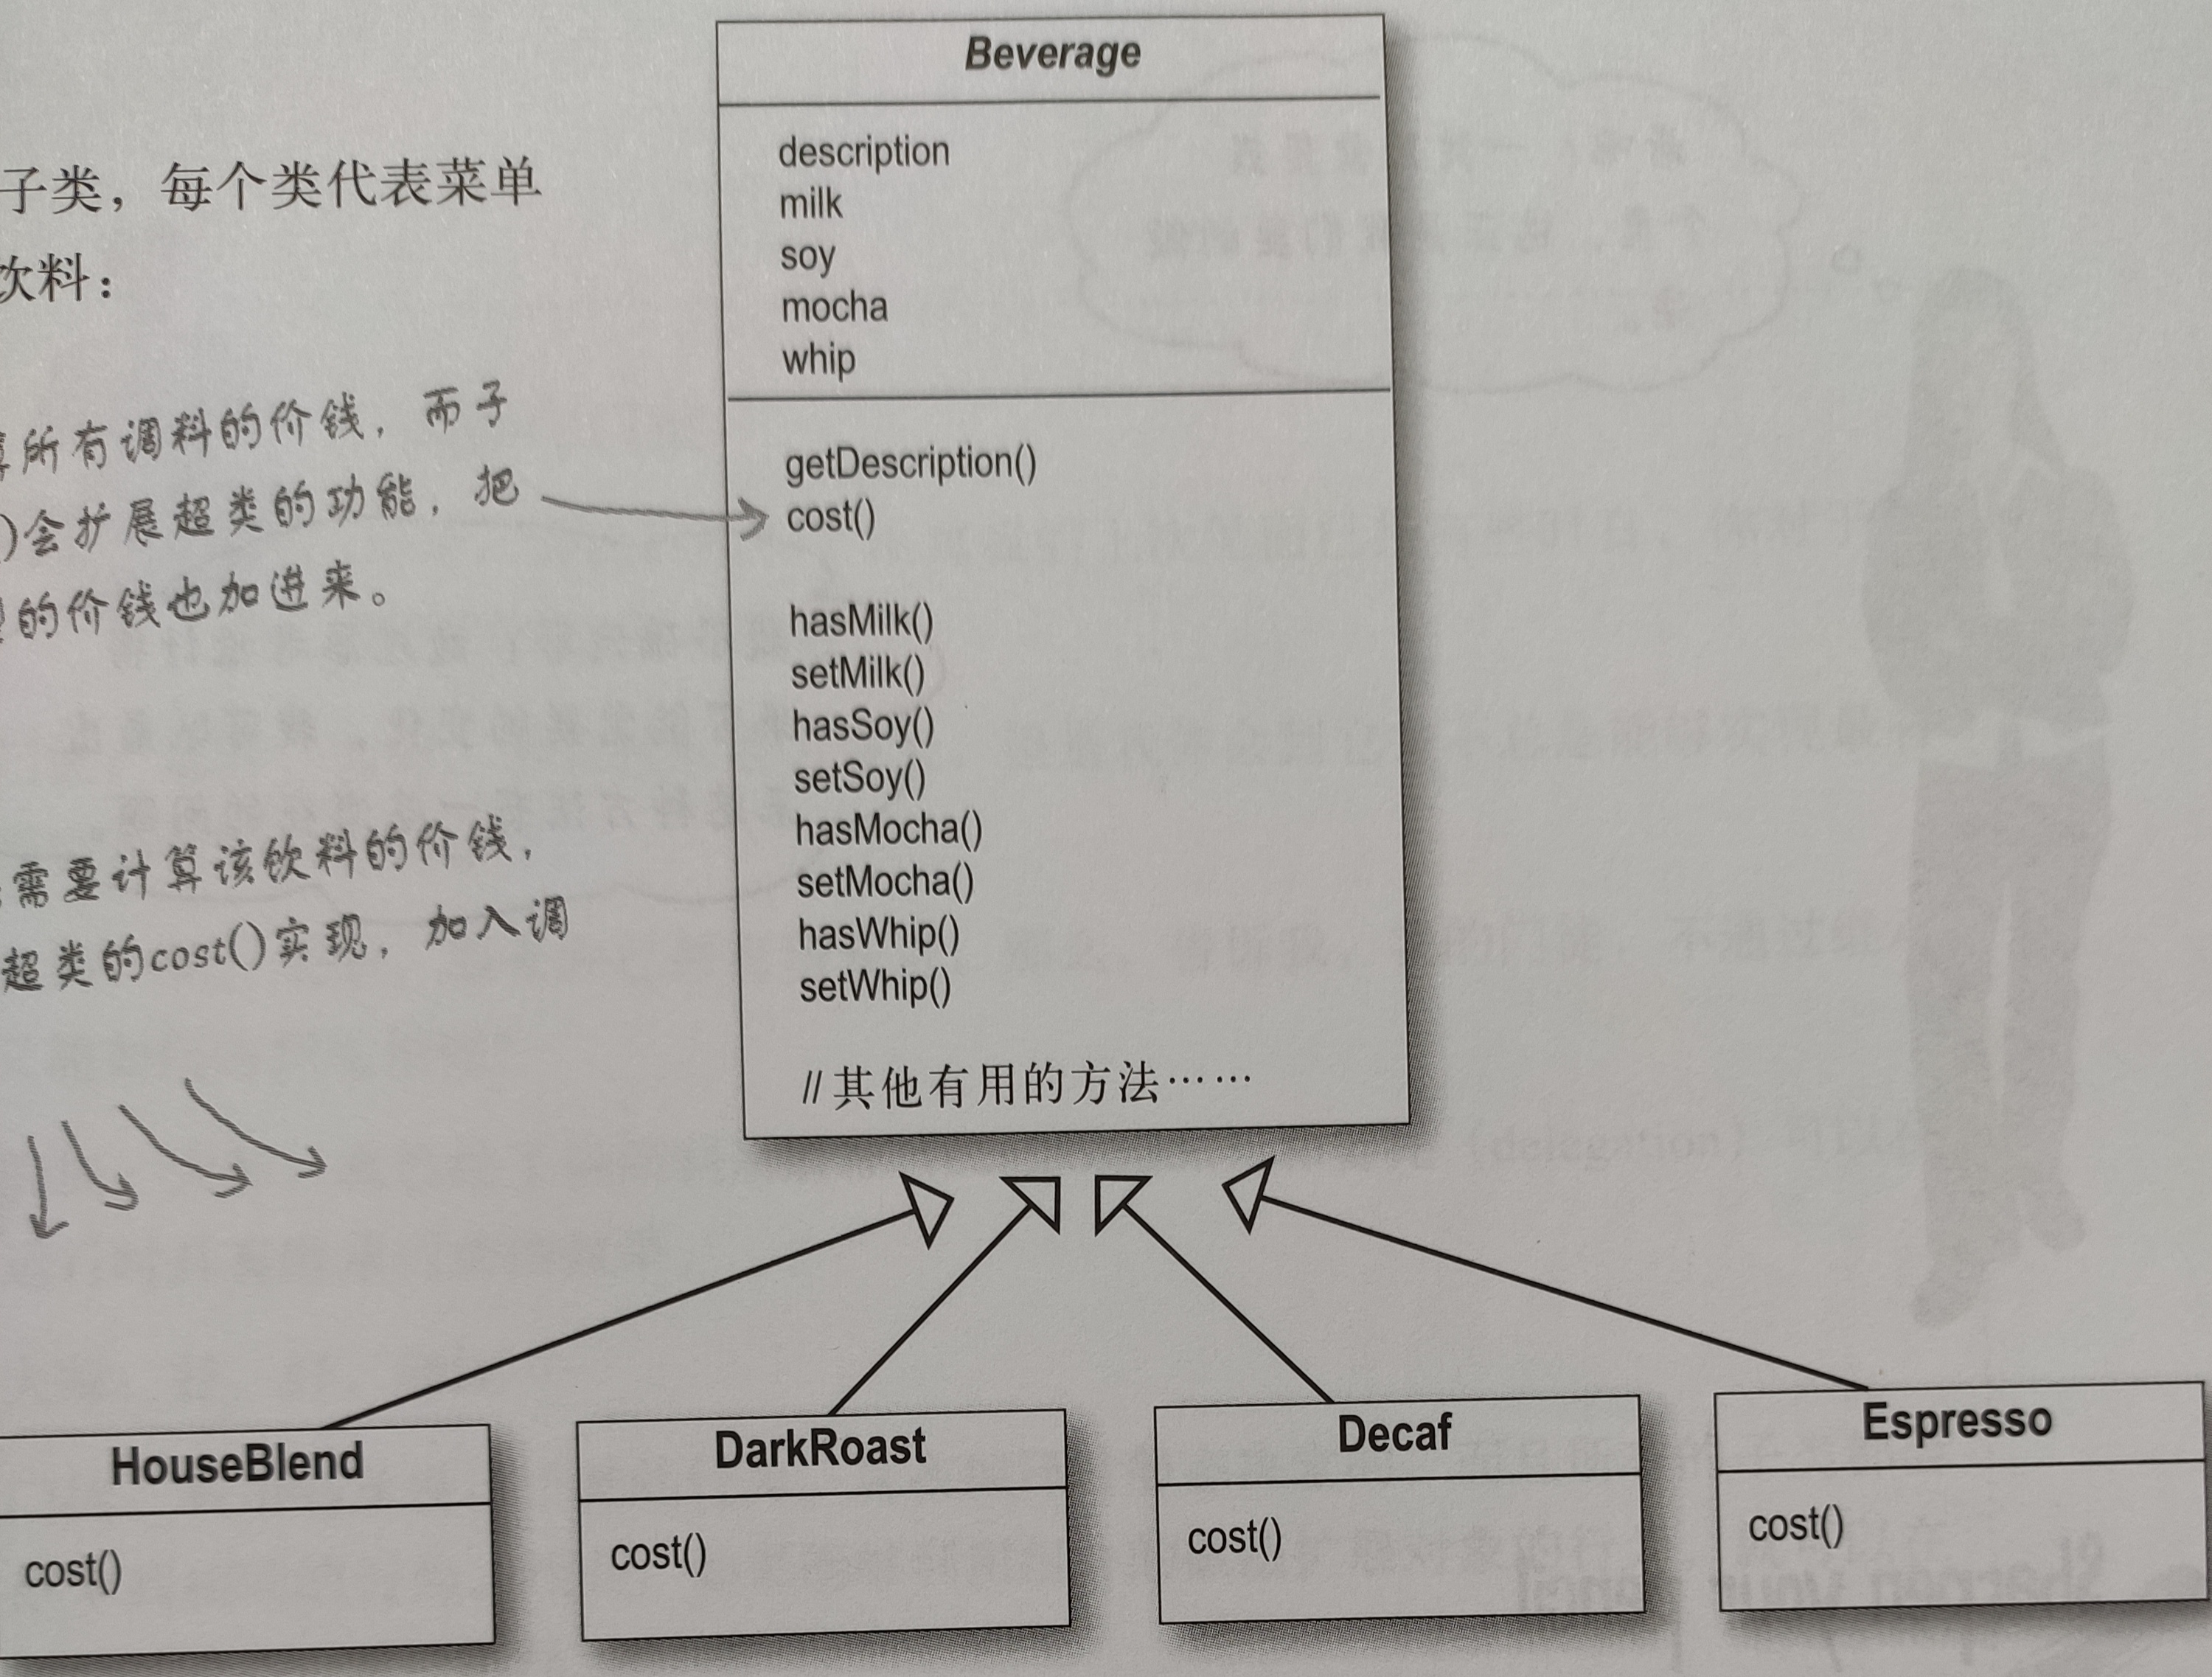 子类，每个类代表菜单
饮料：
所有调料的价钱，而子
)会扩展超类的功能，把
的价钱也加进来。
需要计算该饮料的价钱，
超类的cost()实现，加入调
Beverage
description
milk
soy
mocha
whip
getDescription()
cost()
hasMilk()
setMilk()
hasSoy()
setSoy()
hasMocha()
setMocha()
hasWhip()
setWhip()
//其他有用的方法……
HouseBlend
cost()
DarkRoast
cost()
Decaf
cost()
Espresso
cost()